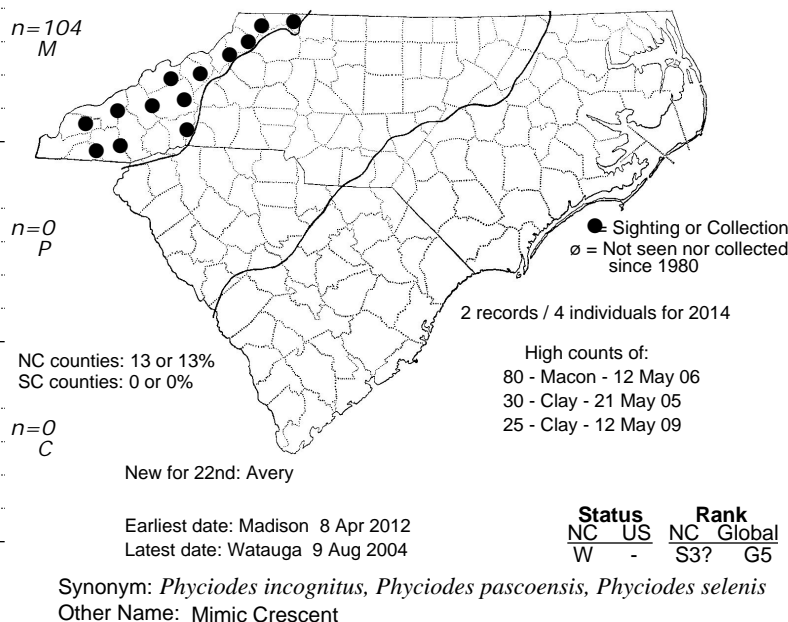 n=104
M
n=0
P
n=0
C
= Sighting or Collection
ø = Not seen nor collected
since 1980
2 records / 4 individuals for 2014
NC counties: 13 or 13%
SC counties: 0 or 0%
High counts of:
80 - Macon - 12 May 06
30 - Clay - 21 May 05
25 - Clay - 12 May 09
New for 22nd: Avery
Earliest date: Madison 8 Apr 2012
Latest date: Watauga 9 Aug 2004
Status Rank
NC US NC Global
W - S3? G5
Synonym: Phyciodes incognitus, Phyciodes pascoensis, Phyciodes selenis
Other Name: Mimic Crescent